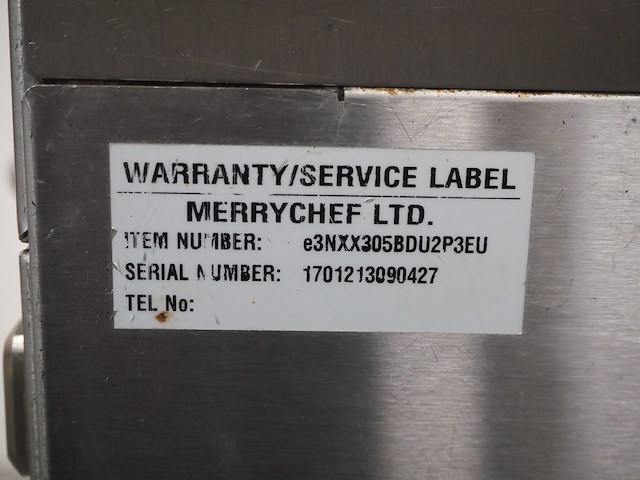 WARRANTY/SERVICE LABEL
MERRYCHEF LTD.
ITEM NUMBER: e3NXX305BDU2P3EU
SERIAL NUMBER: 1701213090427
TEL No: